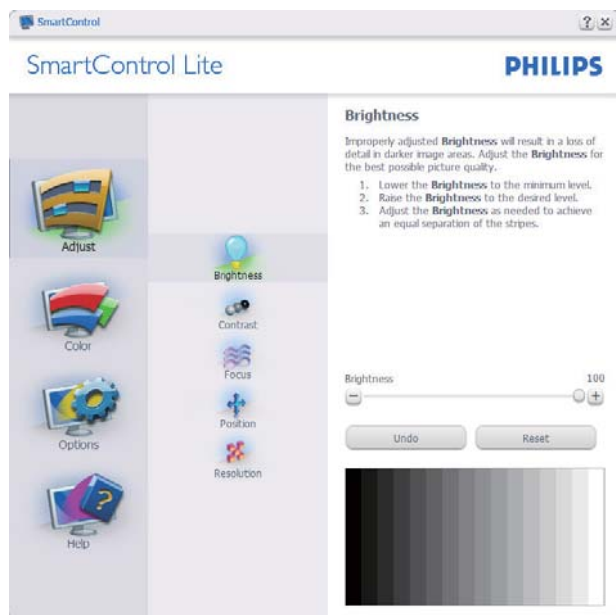 SmartControl
SmartControl Lite
PHILIPS
Adjust
Color
Options
Help
Brightness
Contrast
Focus
Position
Resolution
Brightness
Improperly adjusted Brightness will result in a loss of
detail in darker image areas. Adjust the Brightness for
the best possible picture quality.
1. Lower the Brightness to the minimum level.
2. Raise the Brightness to the desired level.
3. Adjust the Brightness as needed to achieve
an equal separation of the stripes.
Brightness 100
Undo Reset